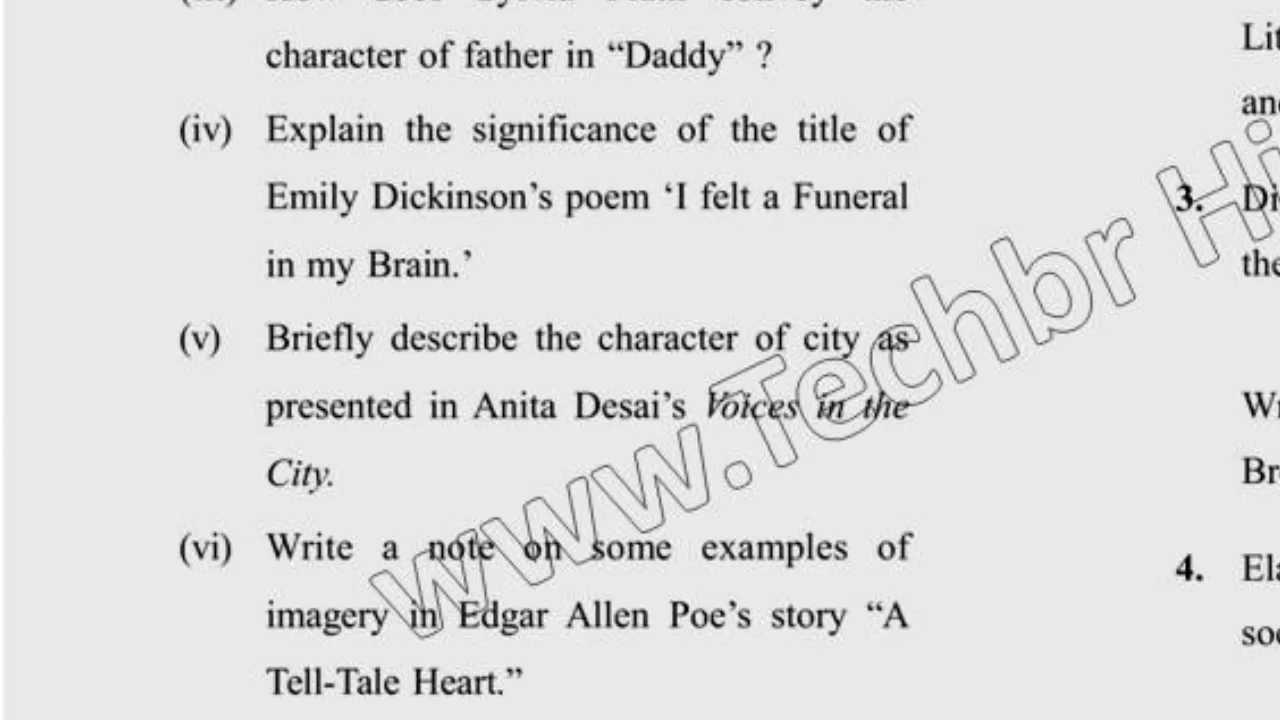 character of father in “Daddy” ?
(iv) Explain the significance of the title of
Emily Dickinson’s poem ‘I felt a Funeral
in my Brain.’
(v) Briefly describe the character of city as
presented in Anita Desai’s Voices in the
City.
(vi) Write a note on some examples of
imagery in Edgar Allen Poe’s story “A
Tell-Tale Heart.”
3.
the
4.
www.Techbr